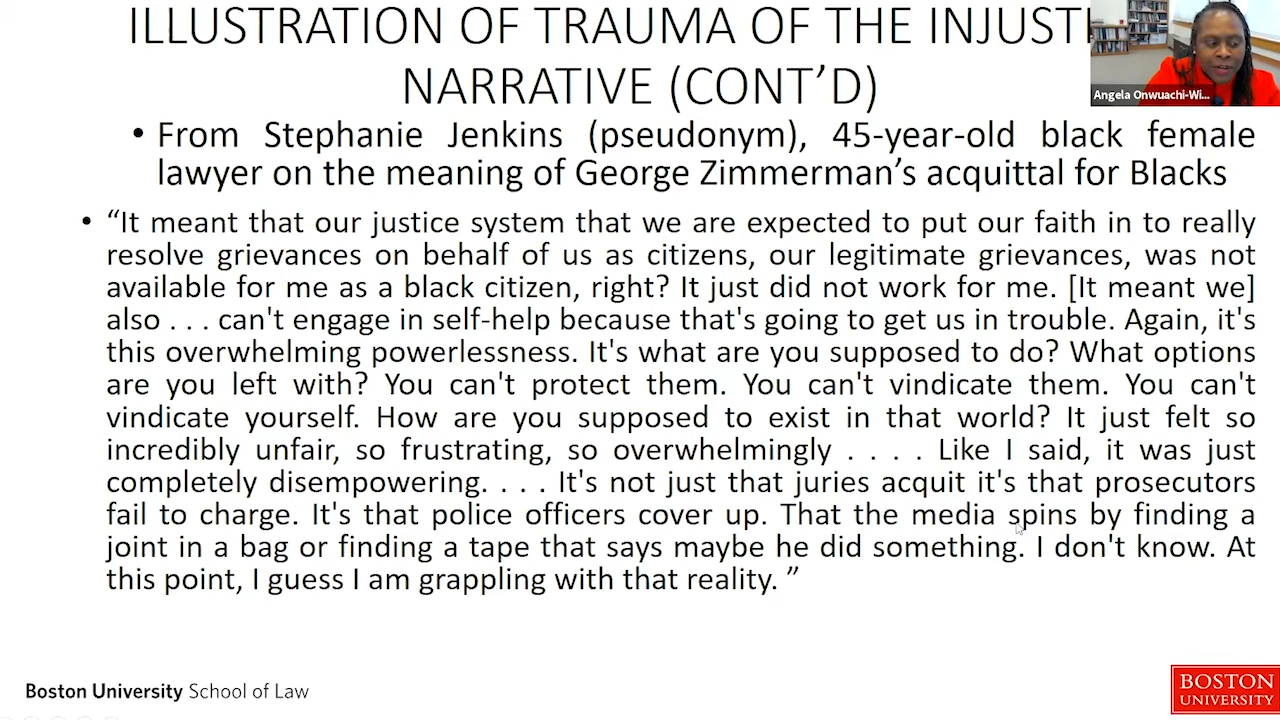 ILLUSTRATION OF TRAUMA OF THE INJUSTI
NARRATIVE (CONT’D)
Angela Onwuachi-Wi...
• From Stephanie Jenkins (pseudonym), 45-year-old black female
lawyer on the meaning of George Zimmerman’s acquittal for Blacks
• “It meant that our justice system that we are expected to put our faith in to really
resolve grievances on behalf of us as citizens, our legitimate grievances, was not
available for me as a black citizen, right? It just did not work for me. [It meant we]
also . . . can't engage in self-help because that's going to get us in trouble. Again, it's
this overwhelming powerlessness. It's what are you supposed to do? What options
are you left with? You can't protect them. You can't vindicate them. You can't
vindicate yourself. How are you supposed to exist in that world? It just felt so
incredibly unfair, so frustrating, so overwhelmingly . . . . Like I said, it was just
completely disempowering. . . . It's not just that juries acquit it's that prosecutors
fail to charge. It's that police officers cover up. That the media spins by finding a
joint in a bag or finding a tape that says maybe he did something. I don't know. At
this point, I guess I am grappling with that reality. ”
Boston University School of Law
BOSTON
UNIVERSITY